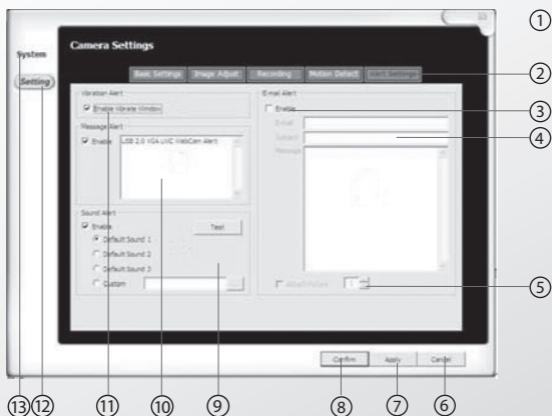 ①
System
Camera Settings
Setting
Basic Settings Image Adjust Recording Motion Detect Alert Settings
②
Vibration Alert
Enable Vibrate Window
E-mail Alert
Enable
③
E-mail
Subject
④
Message
Message Alert
Enable
USB 2.0 VGA UVC WebCam Alert
Sound Alert
Enable
Test
Default Sound 1
Default Sound 2
Default Sound 3
Custom
...
Attach Picture 1
⑤
Confirm Apply Cancel
⑬ ⑫ ⑪ ⑩ ⑨ ⑧ ⑦ ⑥